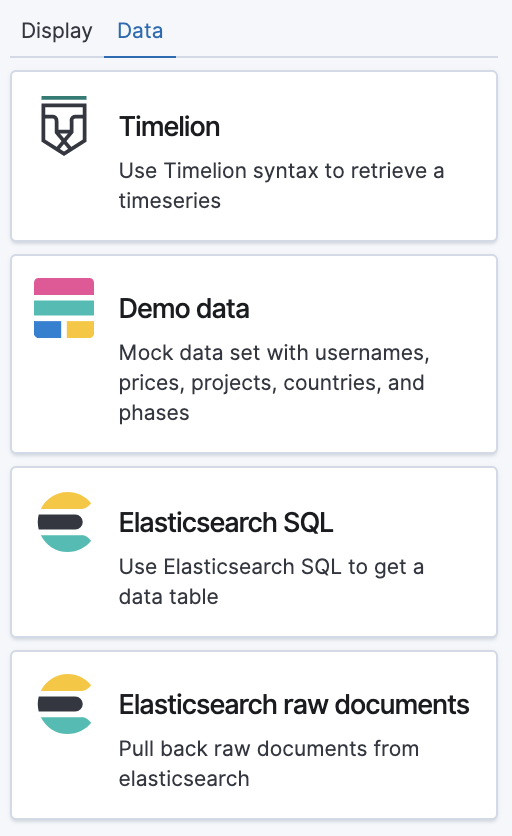 Display Data
Timelion
Use Timelion syntax to retrieve a
timeseries
Demo data
Mock data set with usernames,
prices, projects, countries, and
phases
Elasticsearch SQL
Use Elasticsearch SQL to get a
data table
Elasticsearch raw documents
Pull back raw documents from
elasticsearch